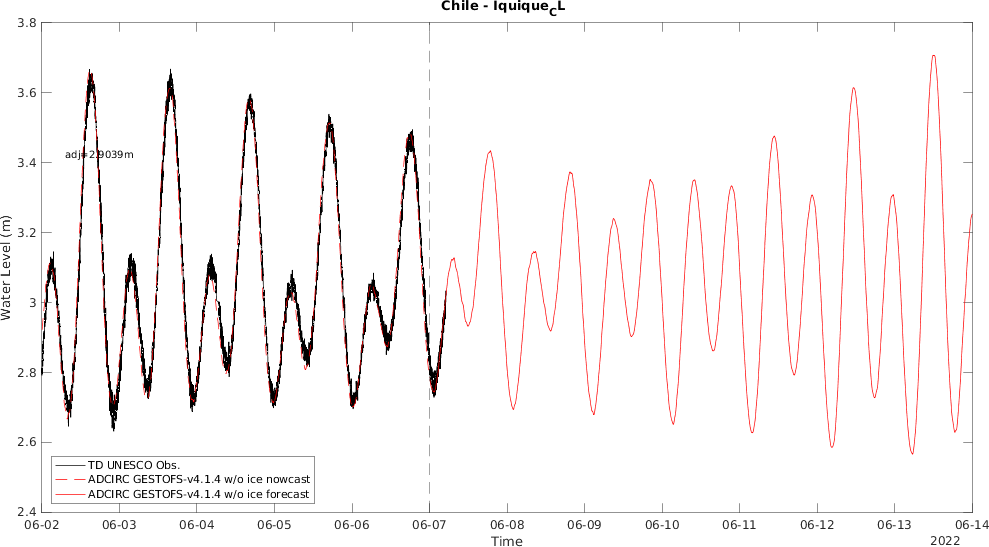 Chile - Iquique_CL
3.8
3.6
3.4
3.2
3
2.8
2.6
2.4
Water Level (m)
adj=2.9039m
TD UNESCO Obs.
ADCIRC GESTOFS-v4.1.4 w/o ice nowcast
ADCIRC GESTOFS-v4.1.4 w/o ice forecast
06-02 06-03 06-04 06-05 06-06 06-07 06-08 06-09 06-10 06-11 06-12 06-13 06-14
Time
2022